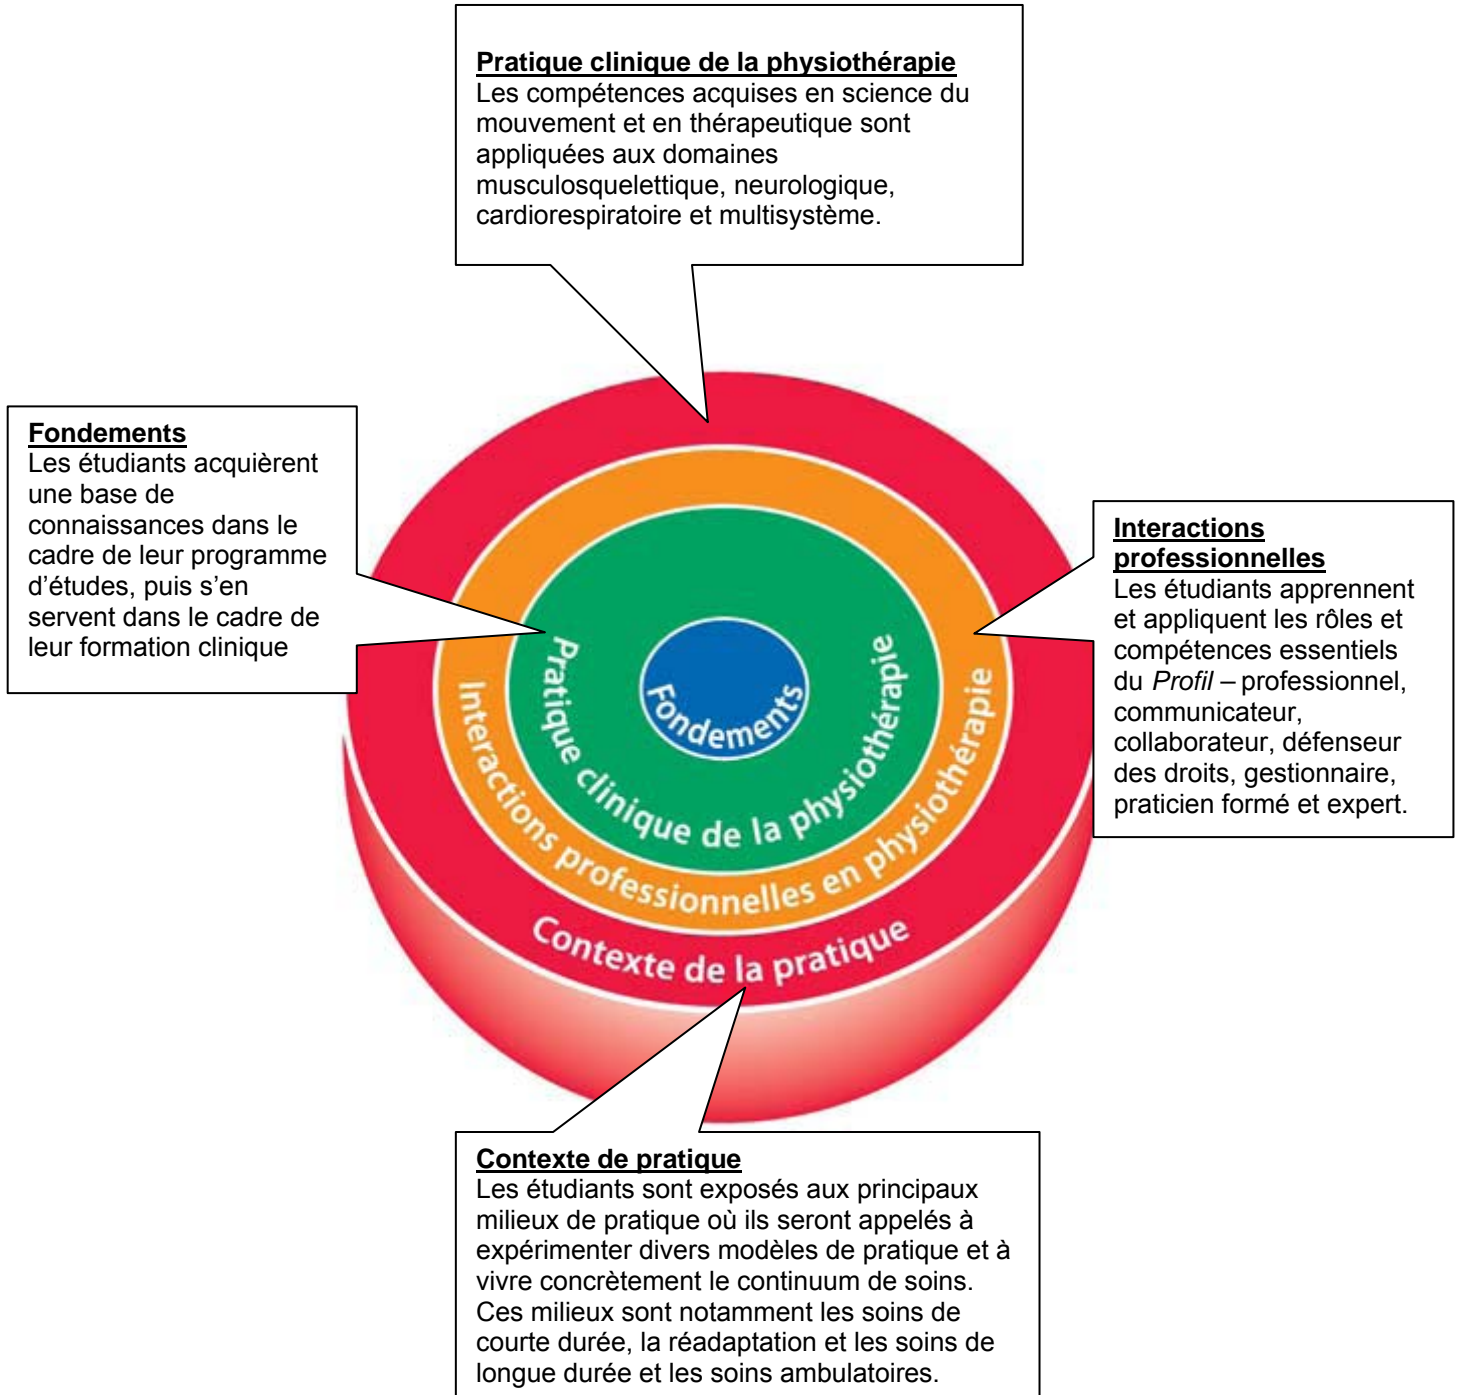 Pratique clinique de la physiothérapie
Les compétences acquises en science du
mouvement et en thérapeutique sont
appliquées aux domaines
musculosquelettique, neurologique,
cardiorespiratoire et multisystème.
Fondements
Les étudiants acquièrent
une base de
connaissances dans le
cadre de leur programme
d’études, puis s’en
servent dans le cadre de
leur formation clinique
Interactions
professionnelles
Les étudiants apprennent
et appliquent les rôles et
compétences essentiels
du Profil – professionnel,
communicateur,
collaborateur, défenseur
des droits, gestionnaire,
praticien formé et expert.
Fondements
Pratique clinique de la physiothérapie
Interactions professionnelles en physiothérapie
Contexte de la pratique
Contexte de pratique
Les étudiants sont exposés aux principaux
milieux de pratique où ils seront appelés à
expérimenter divers modèles de pratique et à
vivre concrètement le continuum de soins.
Ces milieux sont notamment les soins de
courte durée, la réadaptation et les soins de
longue durée et les soins ambulatoires.